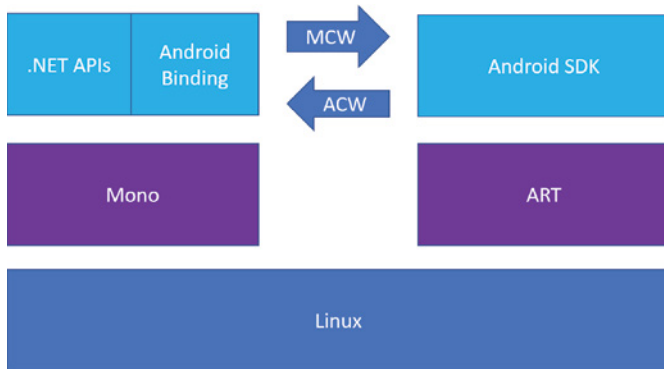 .NET APIs
Android
Binding
MCW
ACW
Android SDK
Mono
ART
Linux